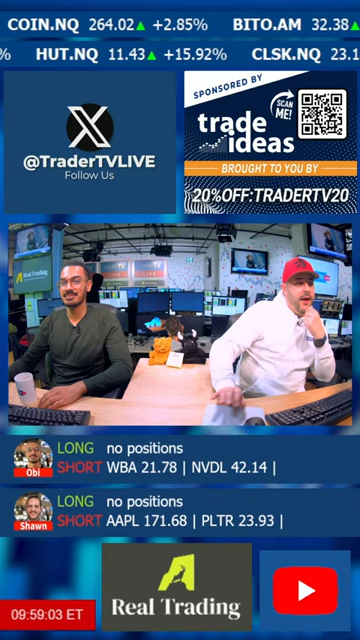 COIN.NQ 264.02 +2.85% BITO.AM 32.38
% HUT.NQ 11.43 +15.92% CLSK.NQ 23.1
@TraderTVLIVE
Follow Us
SPONSORED BY
SCAN
ME!
trade
ideas
BROUGHT TO YOU BY
20%OFF:TRADERTV20
Real Trading
LONG no positions
SHORT WBA 21.78 | NVDL 42.14 |
Obi
LONG no positions
SHORT AAPL 171.68 | PLTR 23.93 |
Shawn
09:59:03 ET
Real Trading